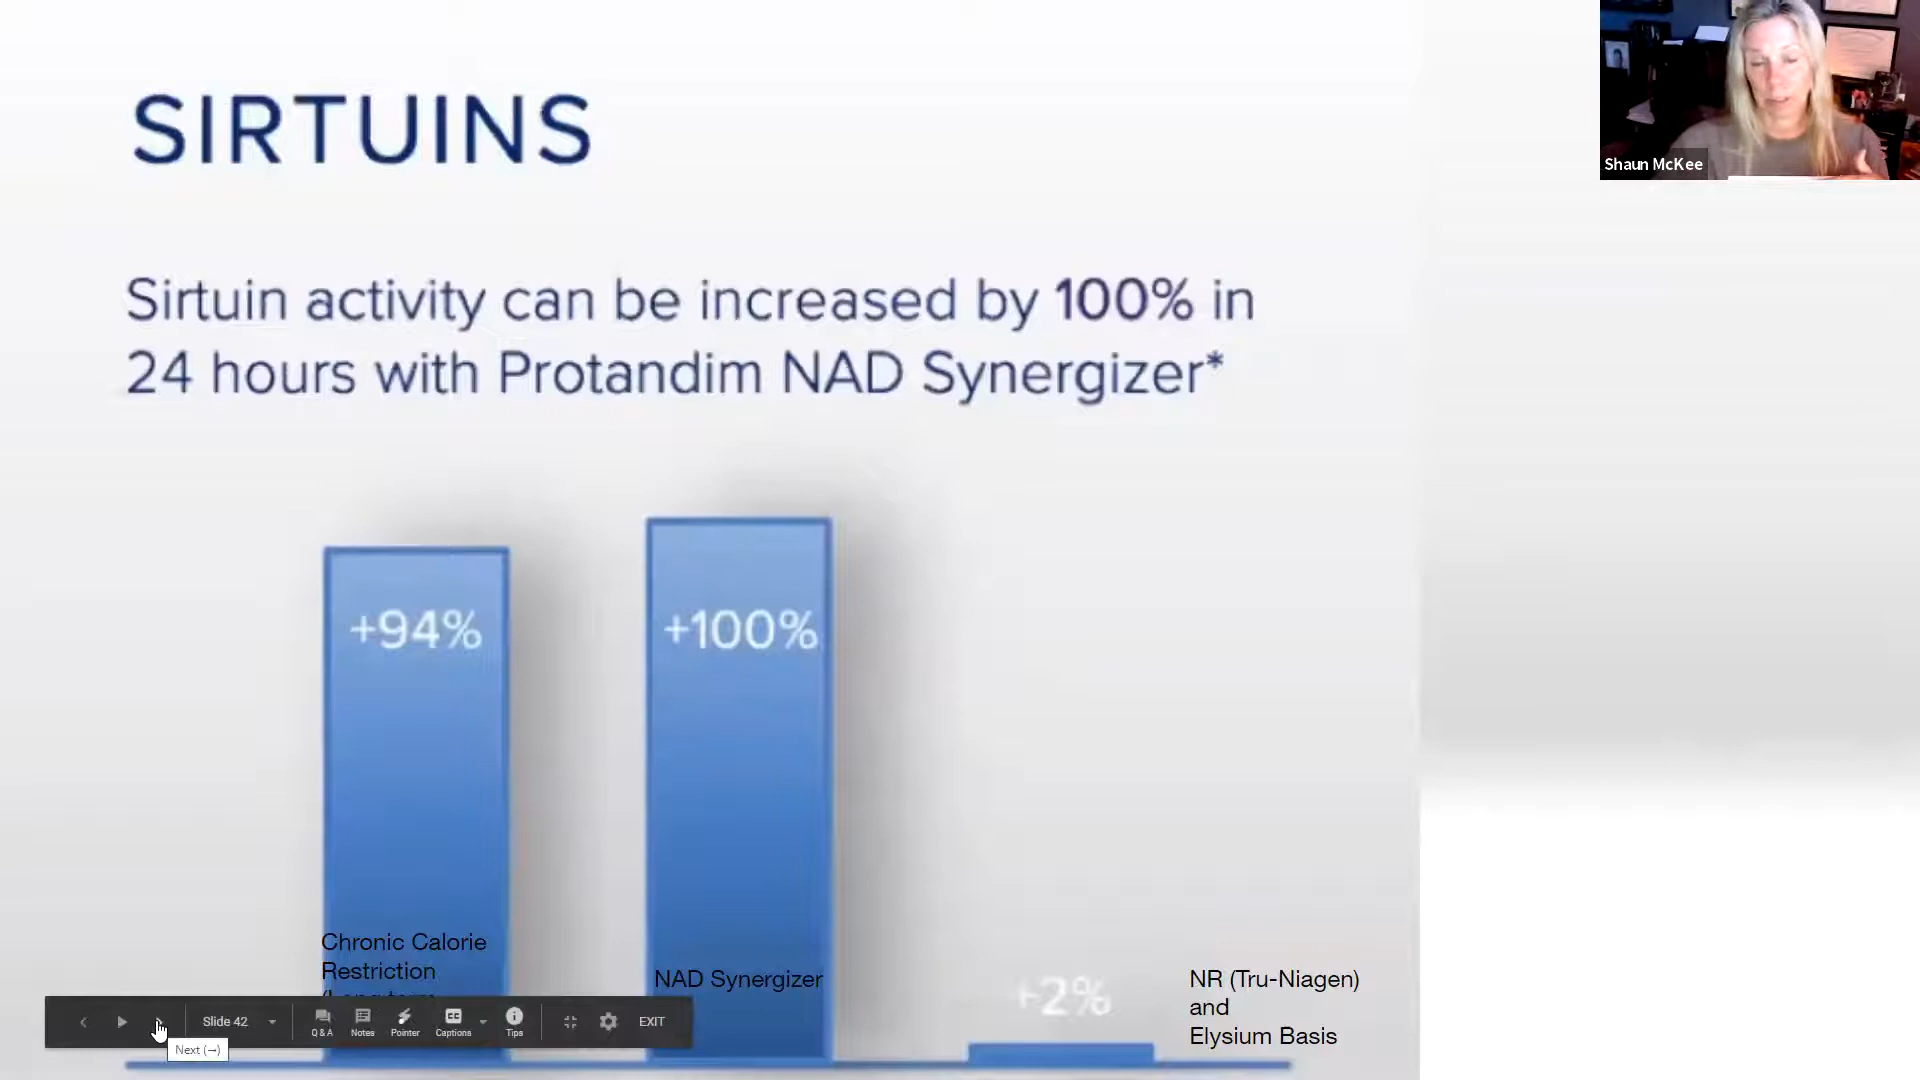 SIRTUINS
Shaun McKee
Sirtuin activity can be increased by 100% in
24 hours with Protandim NAD Synergizer*
+94%
+100%
Chronic Calorie
Restriction
NAD Synergizer
+2%
NR (Tru-Niagen)
and
Elysium Basis
Slide 42
Q & A
Notes
Pointer
Captions
Tips
EXIT
Next (→)